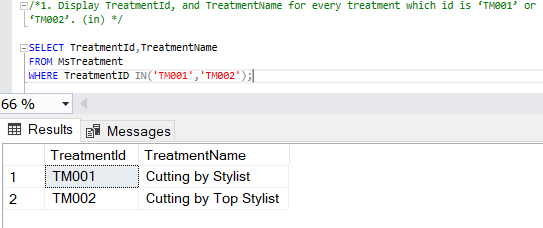 /*1. Display TreatmentId, and TreatmentName for every treatment which id is ‘TM001’ or
‘TM002’. (in) */
SELECT TreatmentId,TreatmentName
FROM MsTreatment
WHERE TreatmentID IN('TM001','TM002');
66 %
Results Messages
TreatmentId TreatmentName
1 TM001 Cutting by Stylist
2 TM002 Cutting by Top Stylist